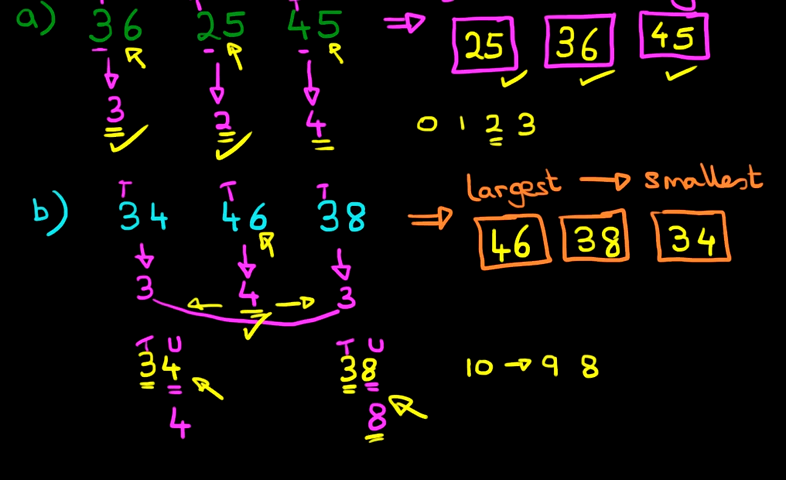 a) 36 25 45 ⇒ 25 36 45
3 2 4
0 1 2 3
largest → smallest
T T T
b) 34 46 38 ⇒ 46 38 34
3 4 3
T U T U
34 38 10 → 9 8
4 8